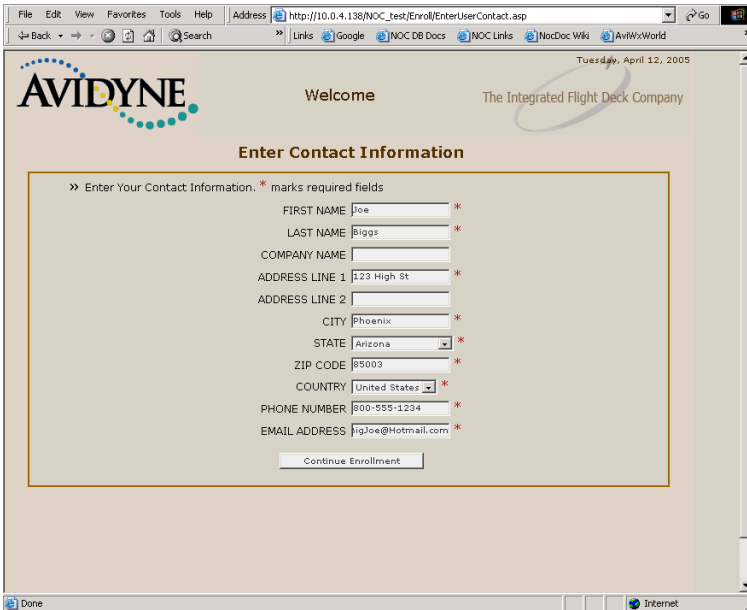 File Edit View Favorites Tools Help Address http://10.0.4.138/NOC_test/Enroll/EnterUserContact.asp Go
Back Search » Links Google NOC DB Docs NOC Links NocDoc Wiki AviWxWorld
Tuesday, April 12, 2005
AVIDYNE Welcome The Integrated Flight Deck Company
Enter Contact Information
» Enter Your Contact Information. * marks required fields
FIRST NAME Joe *
LAST NAME Biggs *
COMPANY NAME
ADDRESS LINE 1 123 High St *
ADDRESS LINE 2
CITY Phoenix *
STATE Arizona *
ZIP CODE 85003 *
COUNTRY United States *
PHONE NUMBER 800-555-1234 *
EMAIL ADDRESS BigJoe@Hotmail.com *
Continue Enrollment
Done Internet